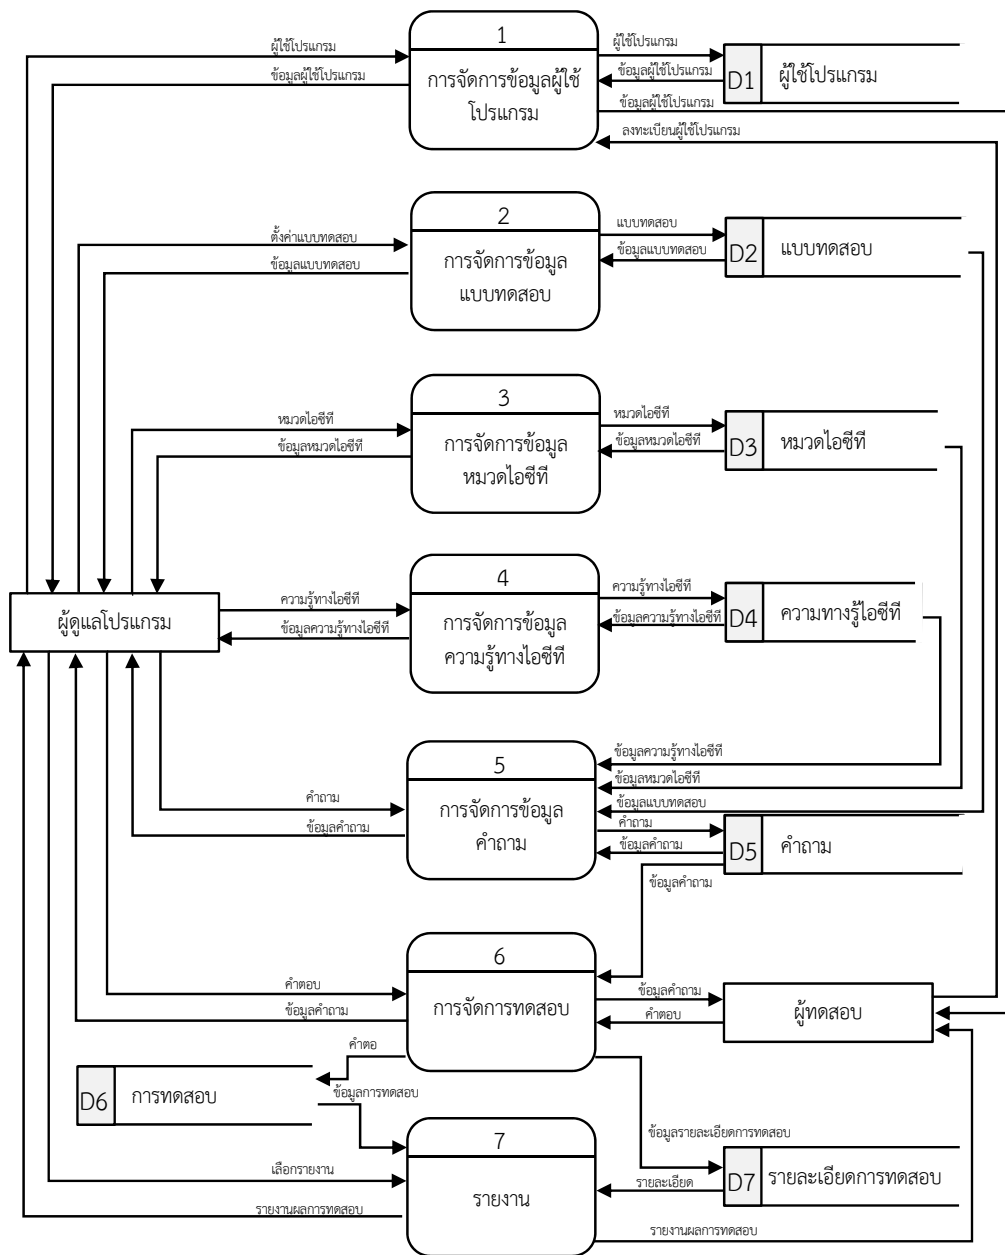 1
ผู้ใช้โปรแกรม
ผู้ใช้โปรแกรม
ข้อมูลผู้ใช้โปรแกรม
การจัดการข้อมูลผู้ใช้
โปรแกรม
ข้อมูลผู้ใช้โปรแกรม
D1
ผู้ใช้โปรแกรม
ข้อมูลผู้ใช้โปรแกรม
ลงทะเบียนผู้ใช้โปรแกรม
2
ตั้งค่าแบบทดสอบ
แบบทดสอบ
ข้อมูลแบบทดสอบ
การจัดการข้อมูล
แบบทดสอบ
ข้อมูลแบบทดสอบ
D2
แบบทดสอบ
3
หมวดไอซีที
หมวดไอซีที
ข้อมูลหมวดไอซีที
การจัดการข้อมูล
หมวดไอซีที
ข้อมูลหมวดไอซีที
D3
หมวดไอซีที
4
ความรู้ทางไอซีที
ความรู้ทางไอซีที
ผู้ดูแลโปรแกรม
ข้อมูลความรู้ทางไอซีที
การจัดการข้อมูล
ความรู้ทางไอซีที
ข้อมูลความรู้ทางไอซีที
D4
ความทางรู้ไอซีที
5
ข้อมูลความรู้ทางไอซีที
ข้อมูลหมวดไอซีที
ข้อมูลแบบทดสอบ
คำถาม
การจัดการข้อมูล
คำถาม
ข้อมูลคำถาม
คำถาม
ข้อมูลคำถาม
D5
คำถาม
ข้อมูลคำถาม
6
คำตอบ
การจัดการทดสอบ
ข้อมูลคำถาม
ข้อมูลคำถาม
คำตอบ
ผู้ทดสอบ
คำตอ
D6
การทดสอบ
ข้อมูลการทดสอบ
7
ข้อมูลรายละเอียดการทดสอบ
เลือกรายงาน
รายงาน
รายละเอียด
D7
รายละเอียดการทดสอบ
รายงานผลการทดสอบ
รายงานผลการทดสอบ